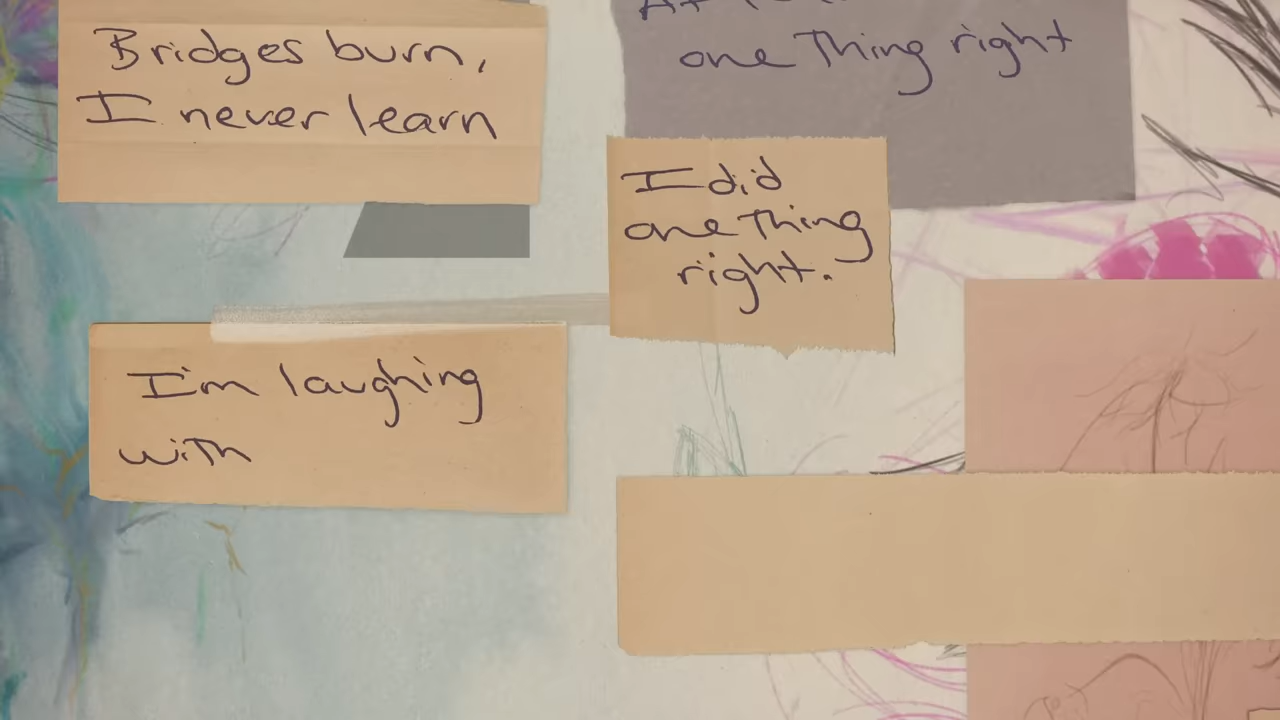 Bridges burn,
I never learn
one thing right
I did
one thing
right.
I'm laughing
with